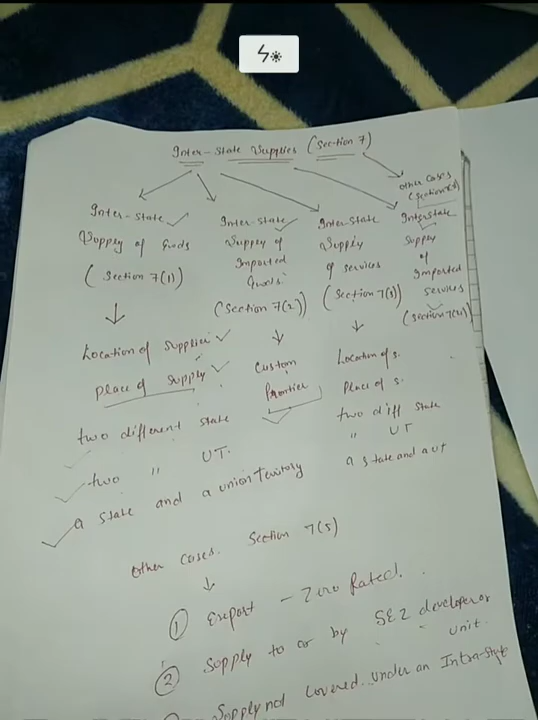 Inter-State Supplies (Section 7)
Other Cases
Inter-State
Supply of Goods
(Section 7(1))
Inter-State
Supply of
Imported
Goods.
(Section 7(2))
Inter-State
Supply
of services
(Section 7(3))
Interstate
Supply
of
Imported
services
(Section 7(4))
Location of Supplier
place of supply
two different state
two " UT.
a state and a union Territory
Custom
frontier
Location of s.
Place of s.
two diff state
" UT
a state and a UT
Other Cases. Section 7(5)
1 Export - Zero Rated.
2 Supply to or by SEZ developer or
" unit.
Supply not Covered under an Intra-State